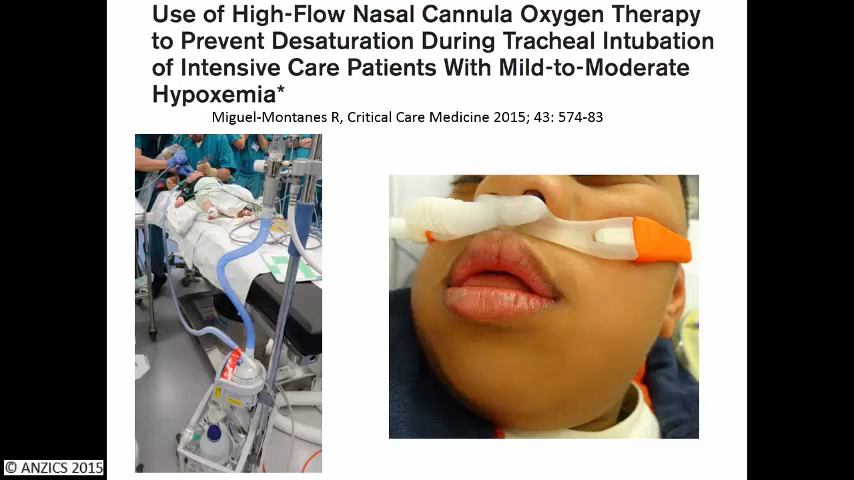 Use of High-Flow Nasal Cannula Oxygen Therapy
to Prevent Desaturation During Tracheal Intubation
of Intensive Care Patients With Mild-to-Moderate
Hypoxemia*
Miguel-Montanes R, Critical Care Medicine 2015; 43: 574-83
© ANZICS 2015